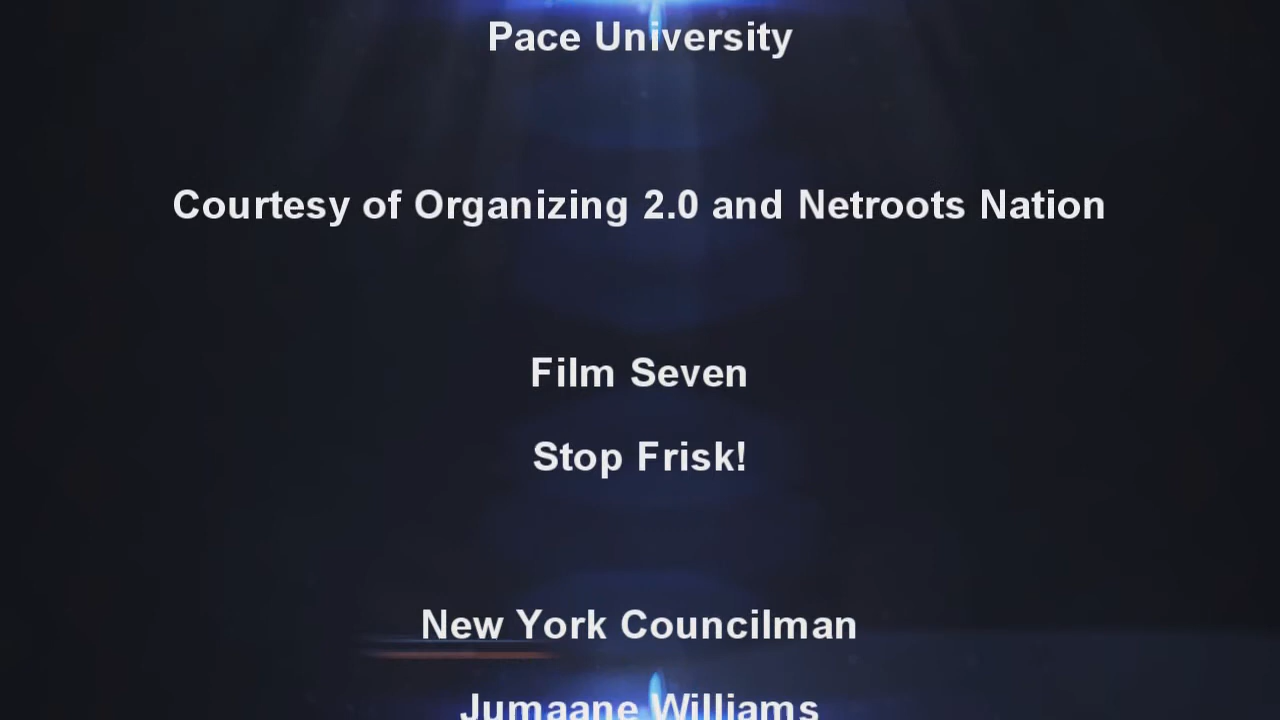 Pace University
Courtesy of Organizing 2.0 and Netroots Nation
Film Seven
Stop Frisk!
New York Councilman
Jumaane Williams